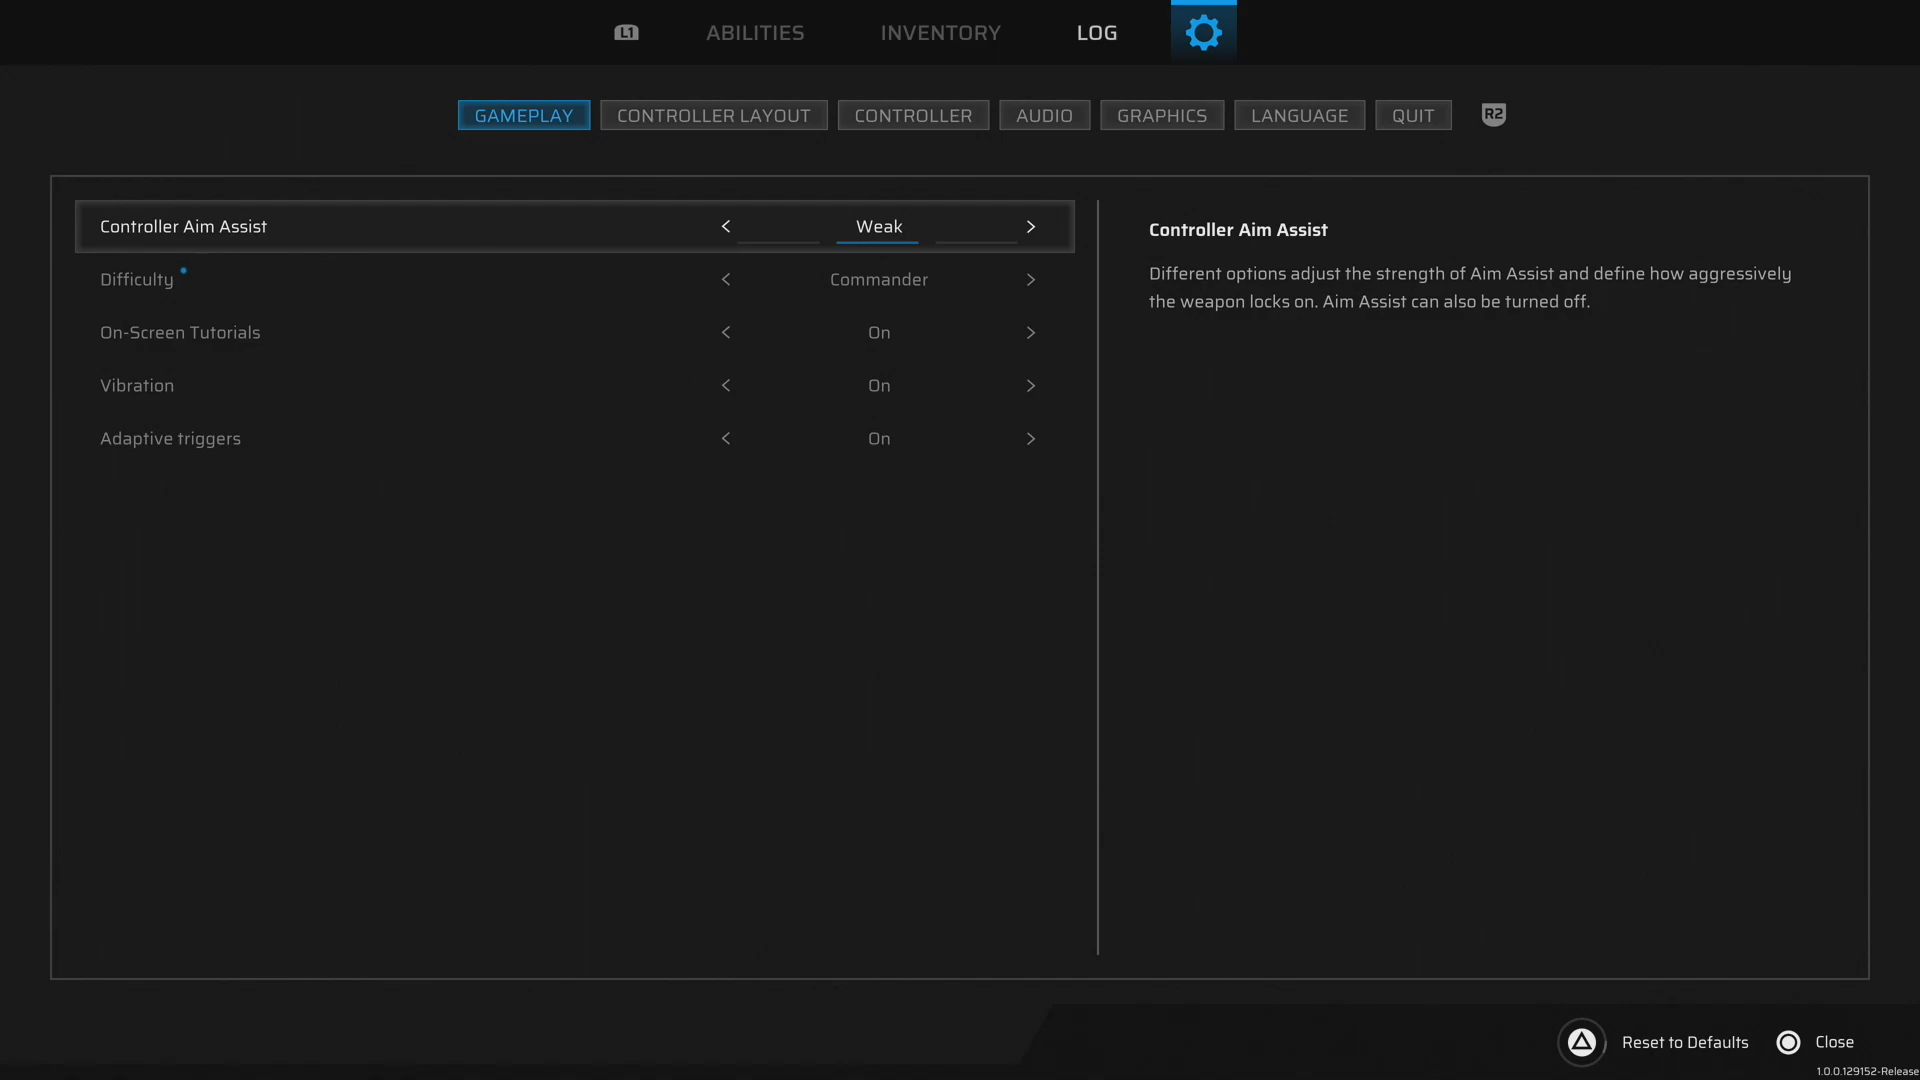 L1 ABILITIES INVENTORY LOG
GAMEPLAY CONTROLLER LAYOUT CONTROLLER AUDIO GRAPHICS LANGUAGE QUIT R2
Controller Aim Assist < Weak >
Difficulty < Commander >
On-Screen Tutorials < On >
Vibration < On >
Adaptive triggers < On >
Controller Aim Assist
Different options adjust the strength of Aim Assist and define how aggressively
the weapon locks on. Aim Assist can also be turned off.
Reset to Defaults Close
1.0.0.129152-Release